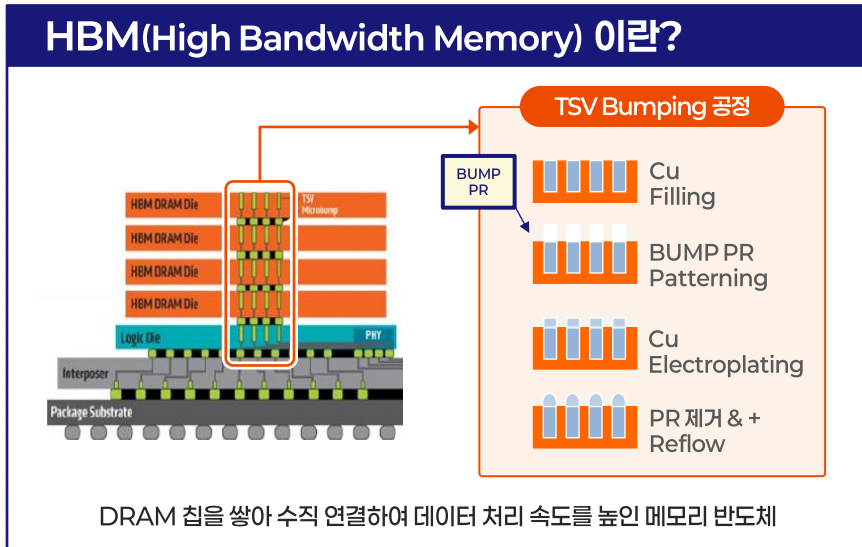 HBM(High Bandwidth Memory) 이란?
TSV Bumping 공정
BUMP
PR
Cu
Filling
BUMP PR
Patterning
Cu
Electroplating
PR 제거 & +
Reflow
HBM DRAM Die
TSV
Microbump
HBM DRAM Die
HBM DRAM Die
HBM DRAM Die
Logic Die
PHY
Interposer
Package Substrate
DRAM 칩을 쌓아 수직 연결하여 데이터 처리 속도를 높인 메모리 반도체